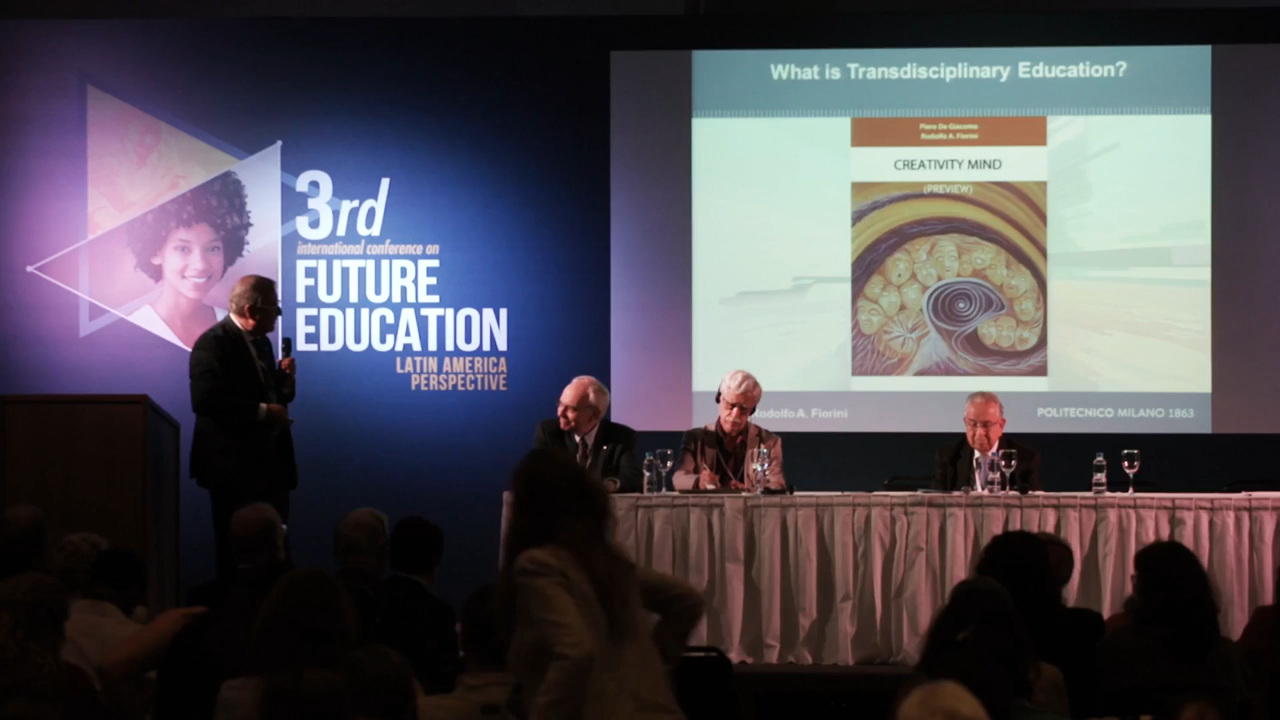 3rd
international conference on
FUTURE
EDUCATION
LATIN AMERICA
PERSPECTIVE
What is Transdisciplinary Education?
Piero De Giacomo
Rodolfo A. Fiorini
CREATIVITY MIND
(PREVIEW)
Rodolfo A. Fiorini
POLITECNICO MILANO 1863